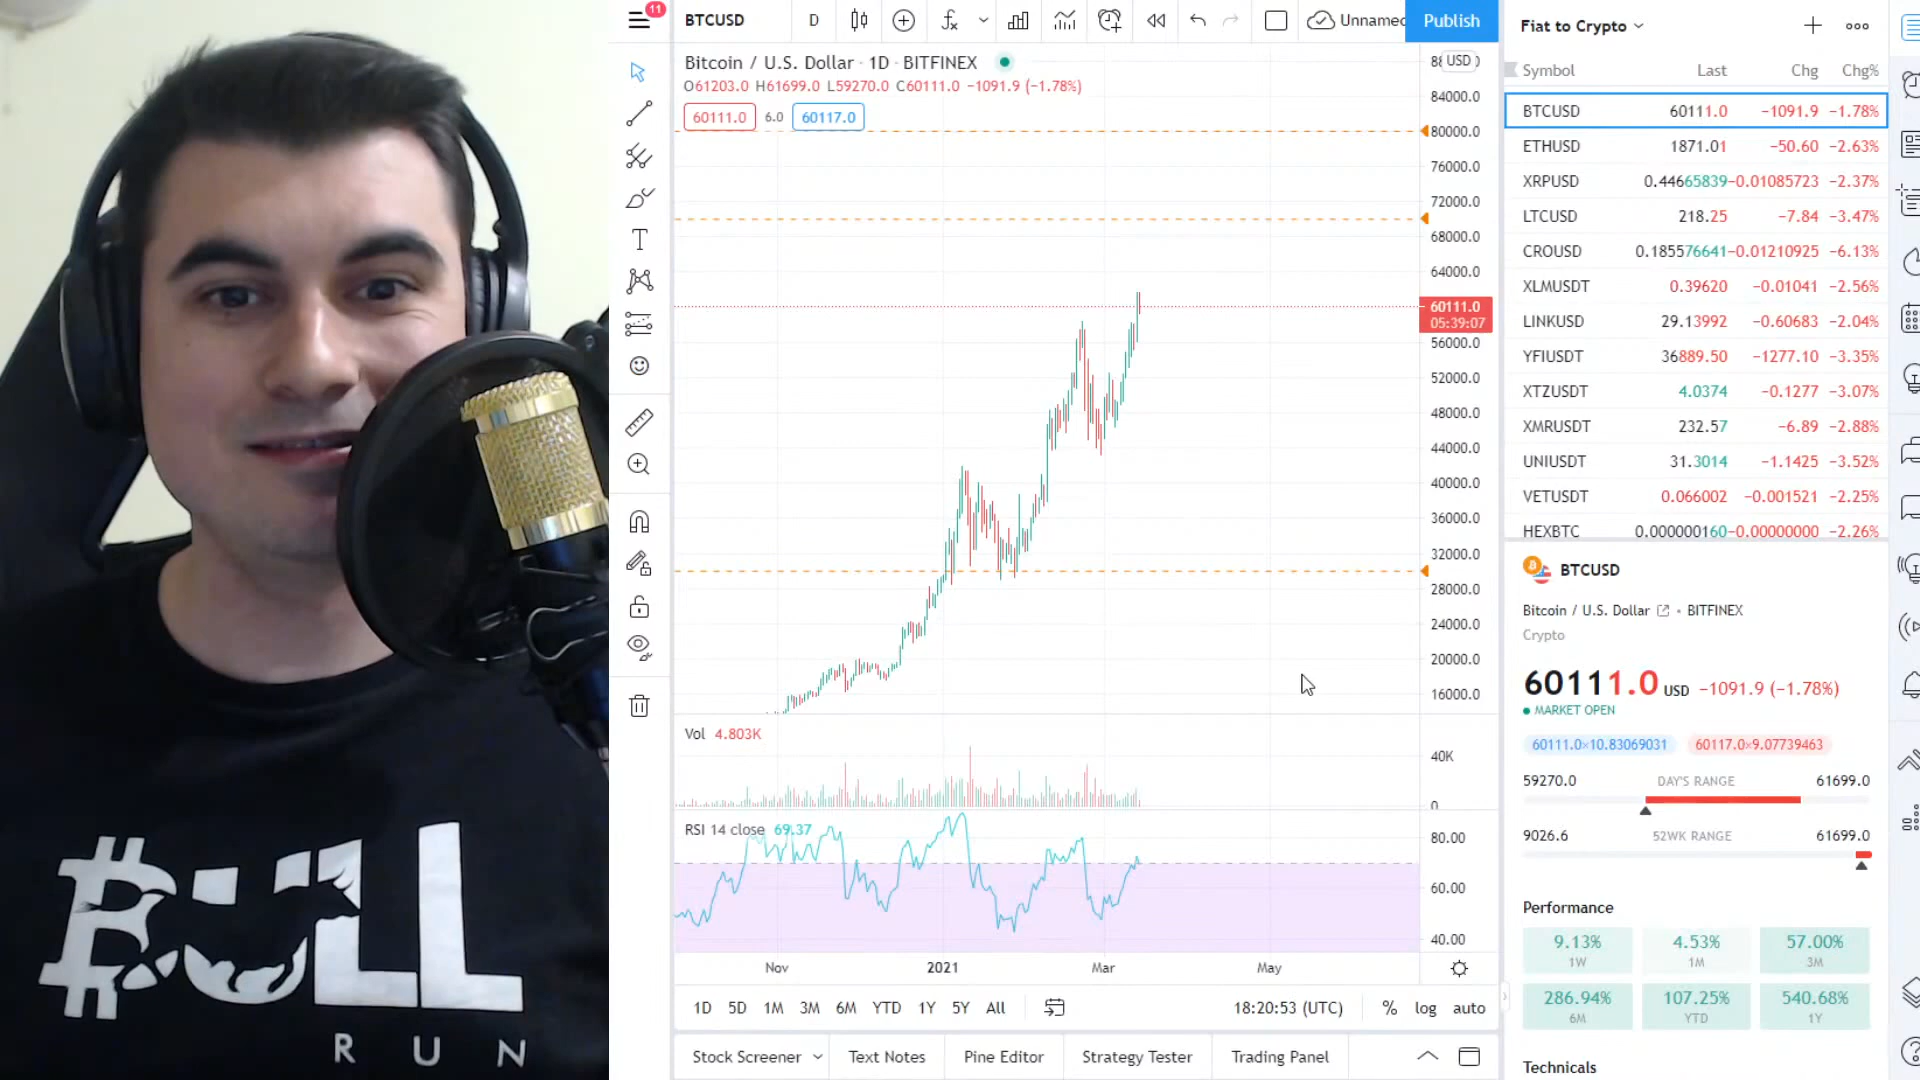 BULL
RUN
11
BTCUSD
D
Unnamed
Publish
Bitcoin / U.S. Dollar · 1D · BITFINEX
O61203.0 H61699.0 L59270.0 C60111.0 −1091.9 (−1.78%)
60111.0 6.0 60117.0
USD
84000.0
80000.0
76000.0
72000.0
68000.0
64000.0
60111.0
05:39:07
56000.0
52000.0
48000.0
44000.0
40000.0
36000.0
32000.0
28000.0
24000.0
20000.0
16000.0
Vol 4.803K
40K
0
RSI 14 close 69.37
80.00
60.00
40.00
Nov 2021 Mar May
1D 5D 1M 3M 6M YTD 1Y 5Y All
18:20:53 (UTC) % log auto
Stock Screener Text Notes Pine Editor Strategy Tester Trading Panel
Fiat to Crypto
Symbol Last Chg Chg%
BTCUSD 60111.0 −1091.9 −1.78%
ETHUSD 1871.01 −50.60 −2.63%
XRPUSD 0.44665839 −0.01085723 −2.37%
LTCUSD 218.25 −7.84 −3.47%
CROUSD 0.185576641 −0.01210925 −6.13%
XLMUSDT 0.39620 −0.01041 −2.56%
LINKUSD 29.13992 −0.60683 −2.04%
YFIUSDT 36889.50 −1277.10 −3.35%
XTZUSDT 4.0374 −0.1277 −3.07%
XMRUSDT 232.57 −6.89 −2.88%
UNIUSDT 31.3014 −1.1425 −3.52%
VETUSDT 0.066002 −0.001521 −2.25%
HEXBTC 0.000000160 −0.00000000 −2.26%
BTCUSD
Bitcoin / U.S. Dollar • BITFINEX
Crypto
60111.0 USD −1091.9 (−1.78%)
MARKET OPEN
60111.0×10.83069031 60117.0×9.07739463
59270.0 DAY'S RANGE 61699.0
9026.6 52WK RANGE 61699.0
Performance
9.13% 4.53% 57.00%
1W 1M 3M
286.94% 107.25% 540.68%
6M YTD 1Y
Technicals